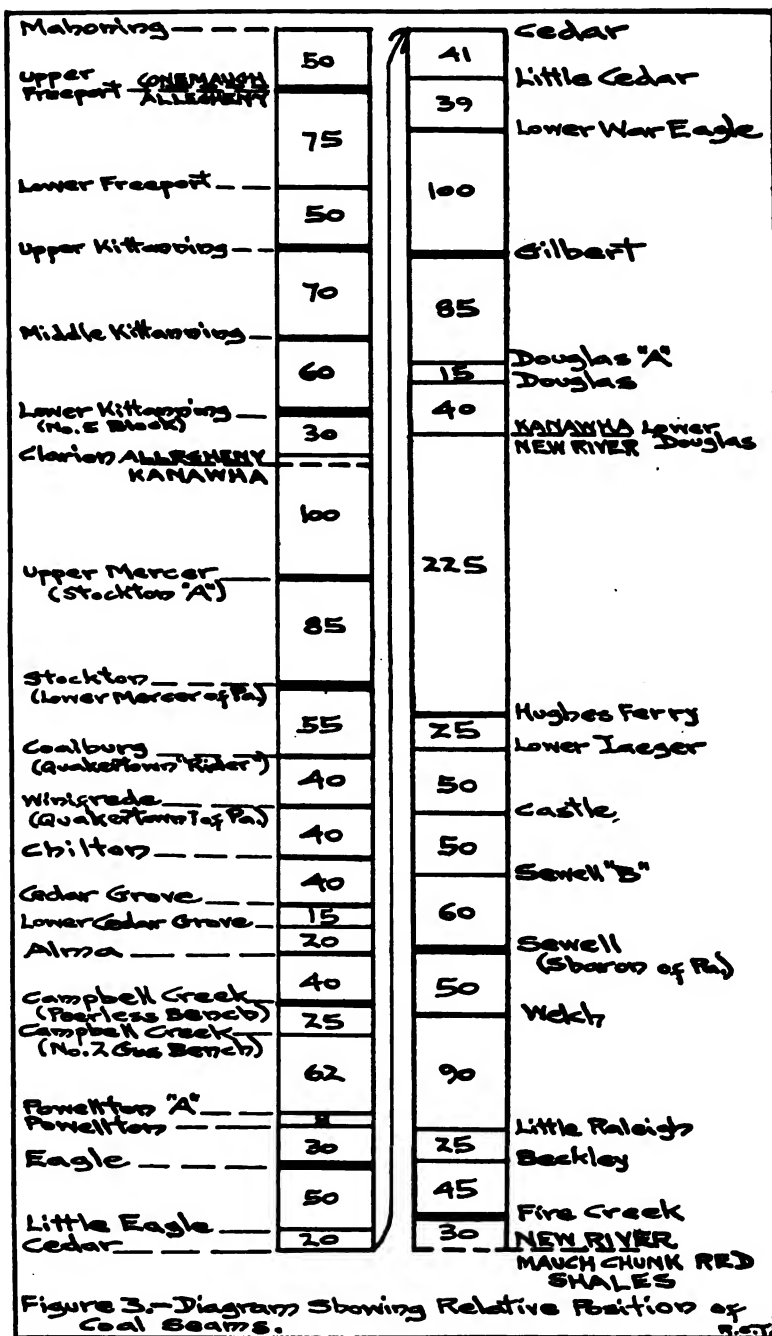 Mahoning
50
Upper CONEMAUGH
Freeport ALLEGHENY
75
Lower Freeport
50
Upper Kittanning
70
Middle Kittanning
60
Lower Kittanning
(No. 5 Block)
30
Clarion ALLEGHENY
KANAWHA
100
Upper Mercer
(Stockton "A")
85
Stockton
(Lower Mercer of Pa.)
55
Coalburg
(Quakertown "Rider")
40
Winifrede
(Quakertown? of Pa.)
40
Chilton
40
Cedar Grove
15
Lower Cedar Grove
20
Alma
40
Campbell Creek
(Peerless Bench)
25
Campbell Creek
(No. 2 Gas Bench)
62
Powellton "A"
Powellton
30
Eagle
50
Little Eagle
20
Cedar
Cedar
41
Little Cedar
39
Lower War Eagle
100
Gilbert
85
Douglas "A"
15
Douglas
40
KANAWHA Lower
NEW RIVER Douglas
225
Hughes Ferry
25
Lower Iaeger
50
Castle
50
Sewell "B"
60
Sewell
(Sharon of Pa.)
50
Welch
90
Little Raleigh
25
Beckley
45
Fire Creek
30
NEW RIVER
MAUCH CHUNK RED
SHALES
Figure 3.-Diagram Showing Relative Position of
Coal Seams.